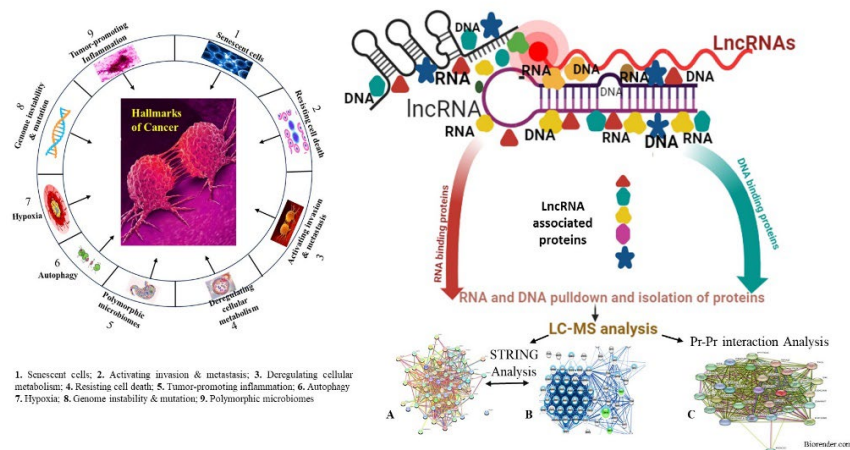 9
Tumor-promoting
Inflammation
1
Senescent cells
2
Resisting cell death
Activating invasion
& metastasis
3
Deregulating
cellular
metabolism
4
Polymorphic
microbiomes
5
6
Autophagy
7
Hypoxia
8
Genome instability
& mutation
Hallmarks
of Cancer
1. Senescent cells; 2. Activating invasion & metastasis; 3. Deregulating cellular
metabolism; 4. Resisting cell death; 5. Tumor-promoting inflammation; 6. Autophagy
7. Hypoxia; 8. Genome instability & mutation; 9. Polymorphic microbiomes
DNA
LncRNAs
DNA
RNA
RNA
DNA
RNA
DNA
DNA
lncRNA
RNA
DNA
RNA
DNA
RNA
RNA binding proteins
LncRNA
associated
proteins
DNA binding proteins
RNA and DNA pulldown and isolation of proteins
LC-MS analysis
STRING
Analysis
Pr-Pr interaction Analysis
A
B
C
Biorender.com